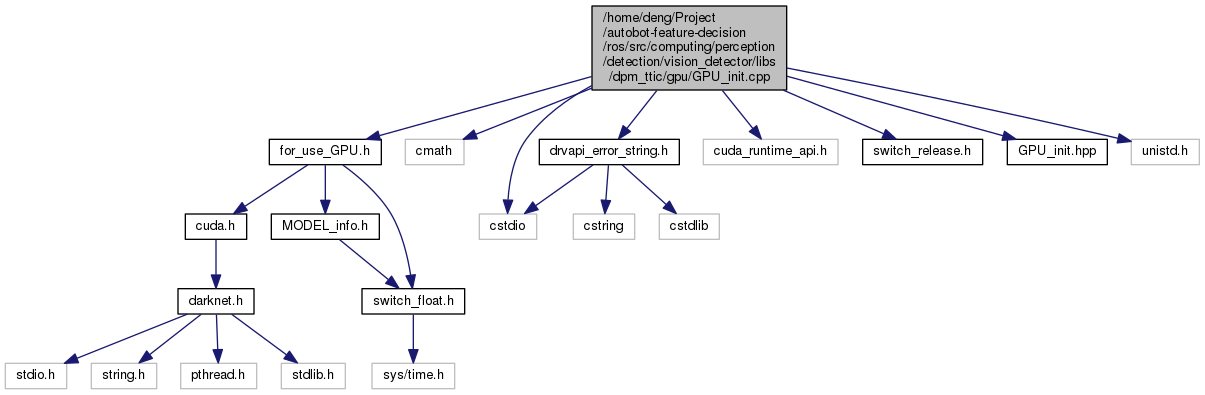 /home/deng/Project
/autobot-feature-decision
/ros/src/computing/perception
/detection/vision_detector/libs
/dpm_ttic/gpu/GPU_init.cpp
for_use_GPU.h
cmath
drvapi_error_string.h
cuda_runtime_api.h
switch_release.h
GPU_init.hpp
unistd.h
cuda.h
MODEL_info.h
cstdio
cstring
cstdlib
darknet.h
switch_float.h
stdio.h
string.h
pthread.h
stdlib.h
sys/time.h